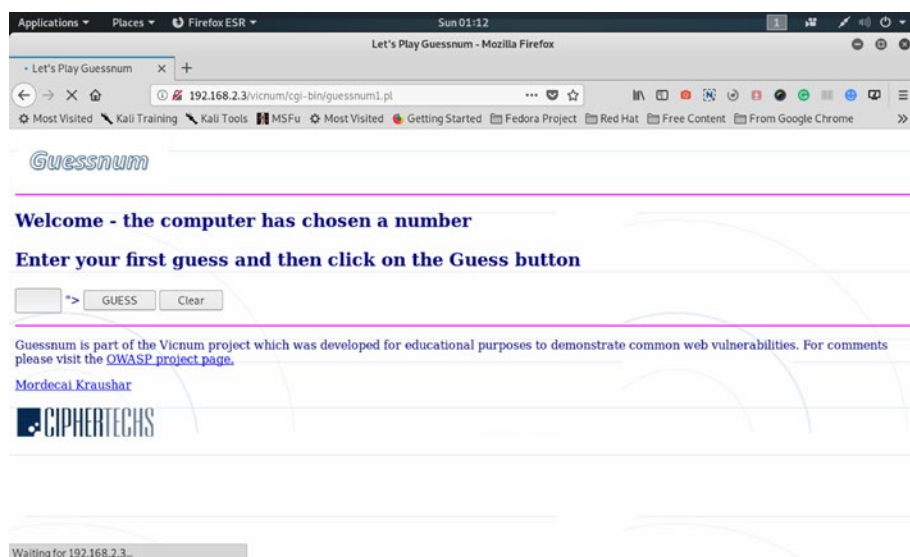 Applications Places Firefox ESR Sun 01:12 1
Let's Play Guessnum - Mozilla Firefox
Let's Play Guessnum × +
192.168.2.3/vicnum/cgi-bin/guessnum1.pl
Most Visited Kali Training Kali Tools MSFu Most Visited Getting Started Fedora Project Red Hat Free Content From Google Chrome »
Guessnum
Welcome - the computer has chosen a number
Enter your first guess and then click on the Guess button
"> GUESS Clear
Guessnum is part of the Vicnum project which was developed for educational purposes to demonstrate common web vulnerabilities. For comments
please visit the OWASP project page.
Mordecai Kraushar
CIPHERTECHS
Waiting for 192.168.2.3...